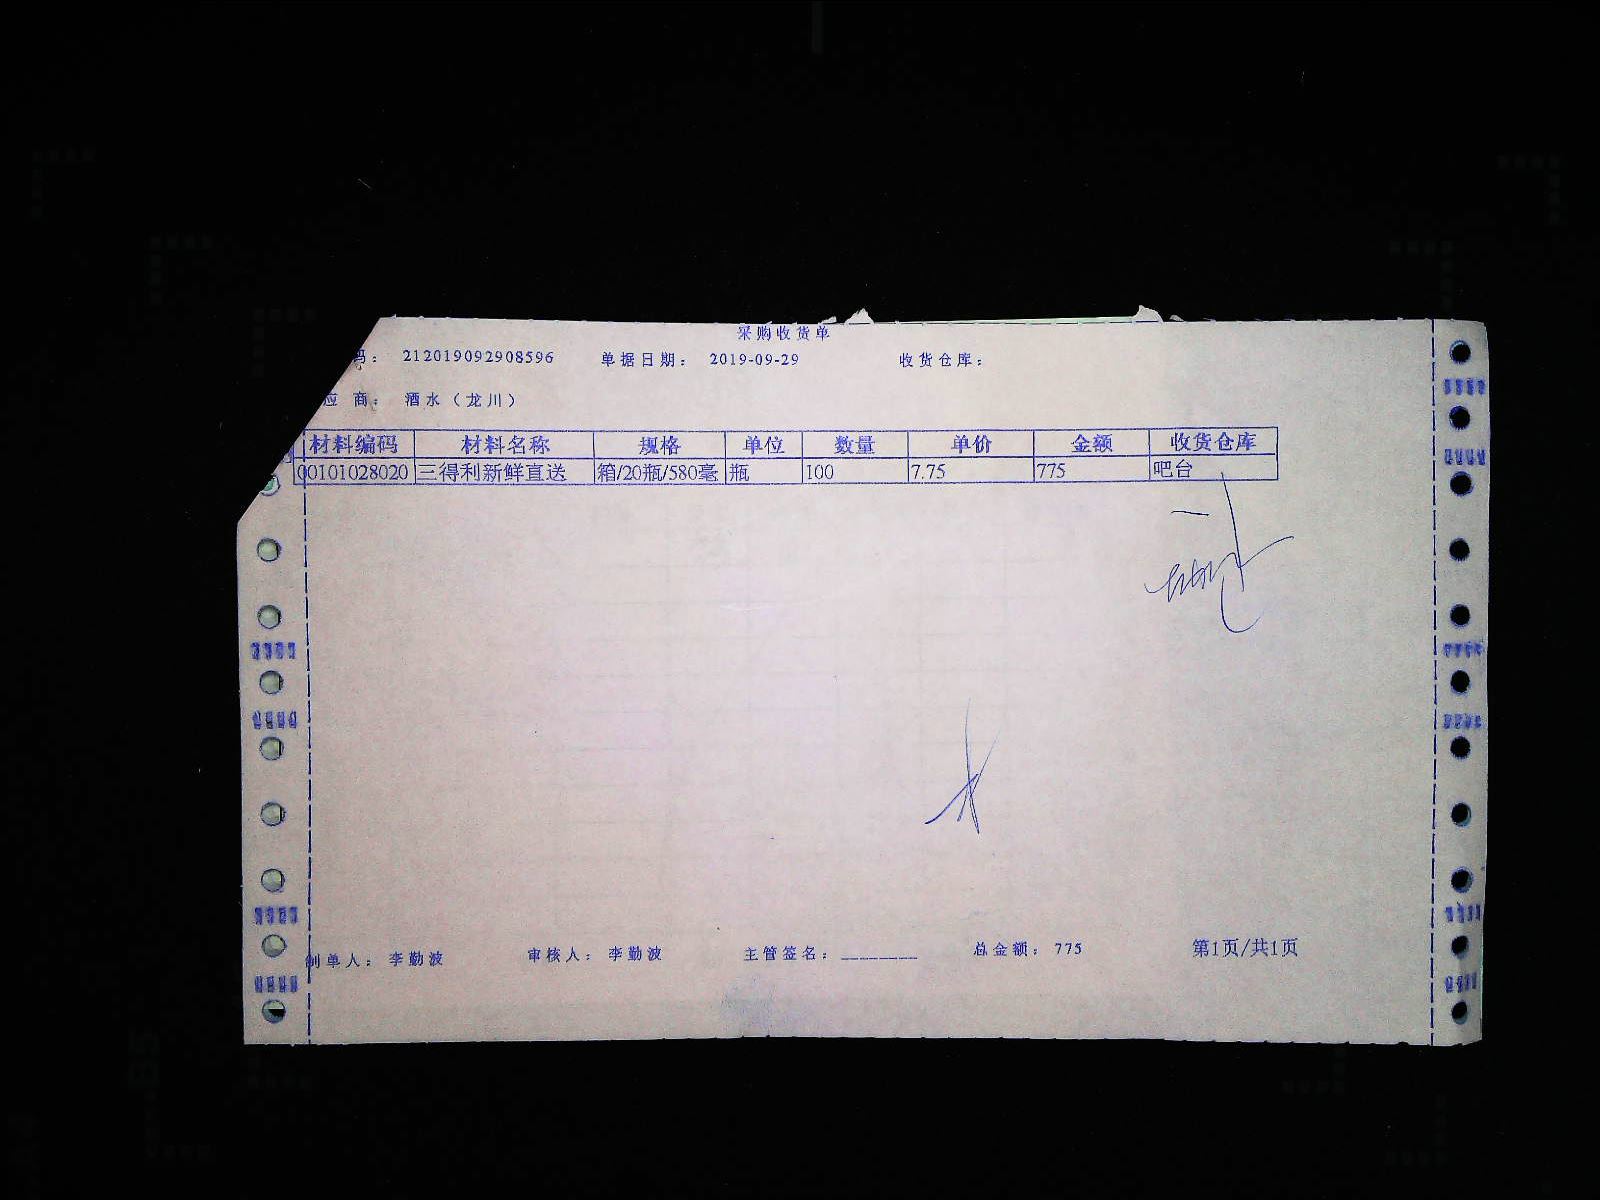 采购收货单
码： 212019092908596 单据日期： 2019-09-29 收货仓库：
应 商： 酒水（龙川）
材料编码 材料名称 规格 单位 数量 单价 金额 收货仓库
00101028020 三得利新鲜直送 箱/20瓶/580毫 瓶 100 7.75 775 吧台
制单人： 李勤波 审核人： 李勤波 主管签名：________ 总金额： 775 第1页/共1页